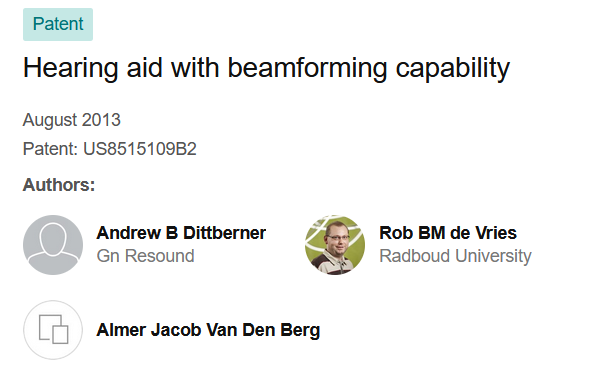 Patent
Hearing aid with beamforming capability
August 2013
Patent: US8515109B2
Authors:
Andrew B Dittberner
Gn Resound
Rob BM de Vries
Radboud University
Almer Jacob Van Den Berg